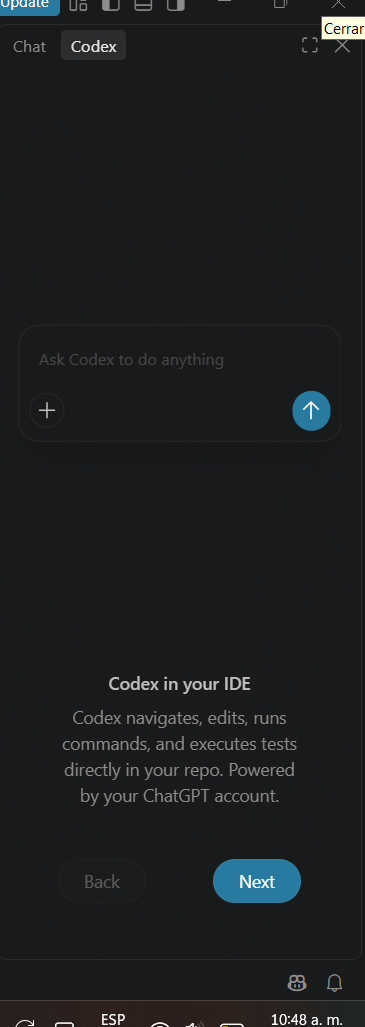 Update
Cerrar
Chat
Codex
Ask Codex to do anything
Codex in your IDE
Codex navigates, edits, runs
commands, and executes tests
directly in your repo. Powered
by your ChatGPT account.
Back
Next
ESP
10:48 a. m.